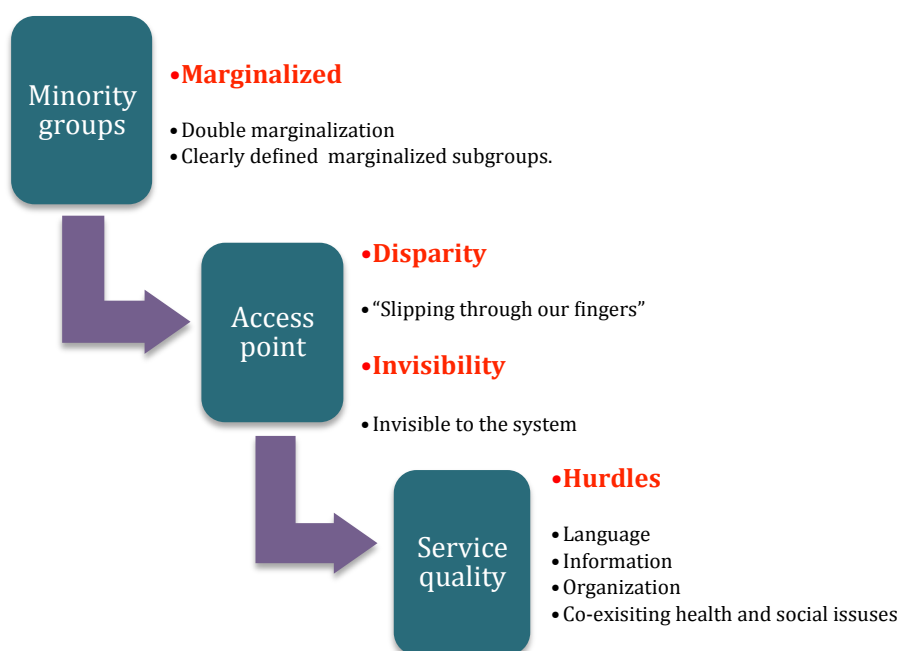 Minority
groups
•Marginalized
•Double marginalization
•Clearly defined marginalized subgroups.
Access
point
•Disparity
•“Slipping through our fingers”
•Invisibility
•Invisible to the system
Service
quality
•Hurdles
•Language
•Information
•Organization
•Co-exisiting health and social issuses